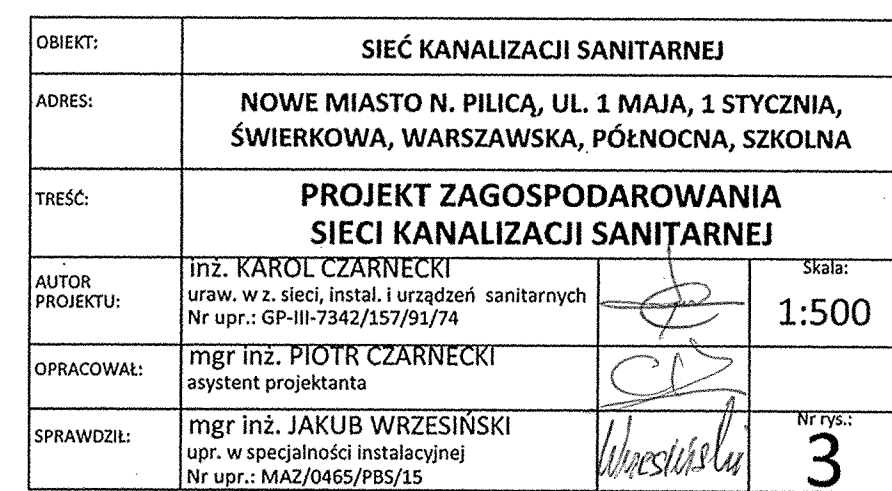 OBIEKT:
SIEĆ KANALIZACJI SANITARNEJ
ADRES:
NOWE MIASTO N. PILICĄ, UL. 1 MAJA, 1 STYCZNIA,
ŚWIERKOWA, WARSZAWSKA, PÓŁNOCNA, SZKOLNA
TREŚĆ:
PROJEKT ZAGOSPODAROWANIA
SIECI KANALIZACJI SANITARNEJ
AUTOR
PROJEKTU:
inż. KAROL CZARNECKI
uraw. w z. sieci, instal. i urządzeń sanitarnych
Nr upr.: GP-III-7342/157/91/74
Skala:
1:500
OPRACOWAŁ:
mgr inż. PIOTR CZARNECKI
asystent projektanta
SPRAWDZIŁ:
mgr inż. JAKUB WRZESIŃSKI
upr. w specjalności instalacyjnej
Nr upr.: MAZ/0465/PBS/15
Wrzesiński
Nr rys.:
3